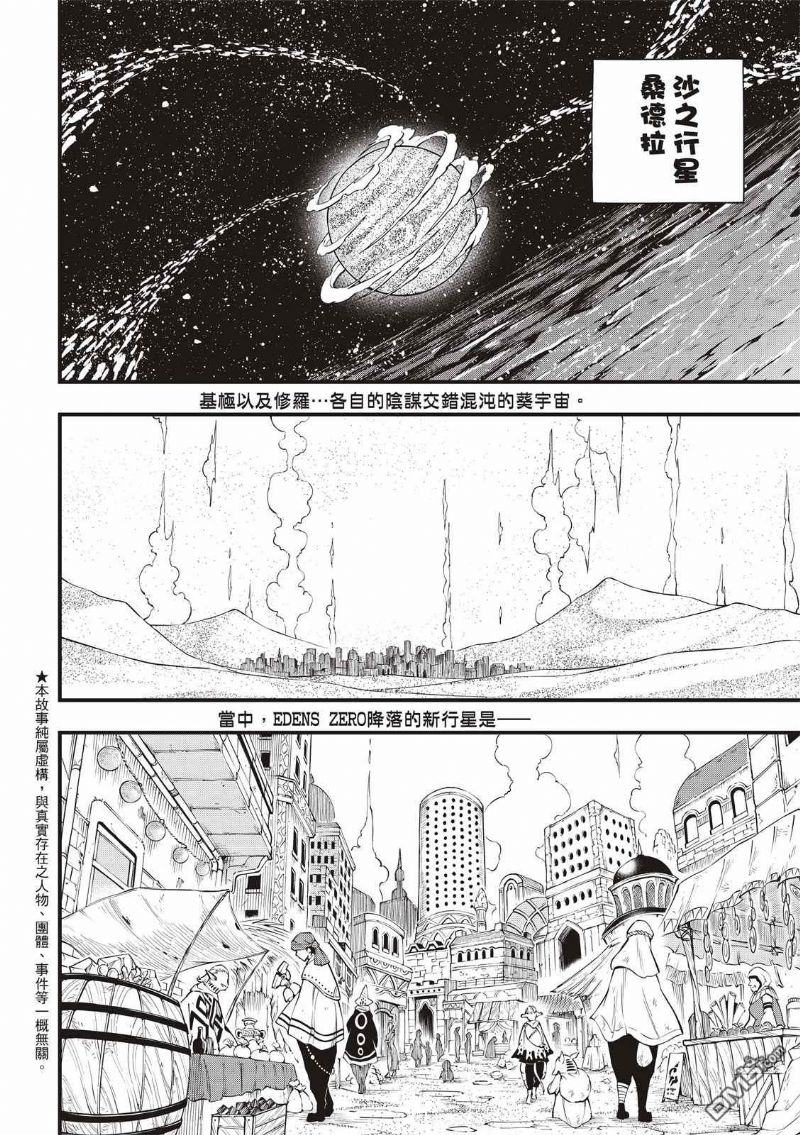 沙之行星
桑德拉
基極以及修羅⋯各自的陰謀交錯混沌的葵宇宙。
當中，EDENS ZERO降落的新行星是——
★本故事純屬虛構，與真實存在之人物、團體、事件等一概無關。